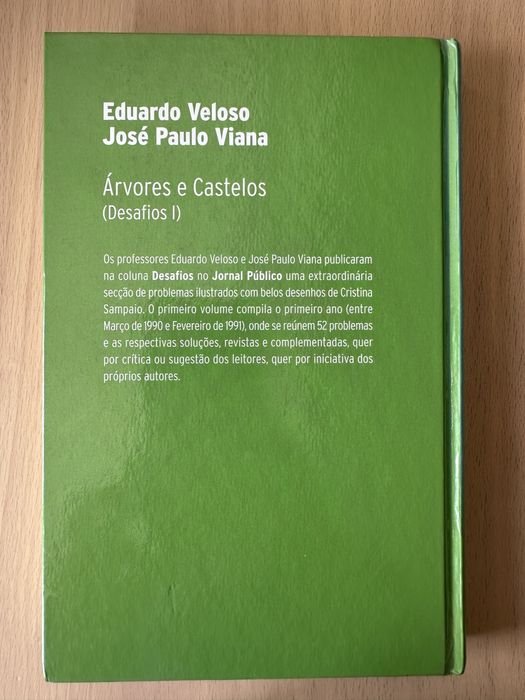 Eduardo Veloso
José Paulo Viana
Árvores e Castelos
(Desafios I)
Os professores Eduardo Veloso e José Paulo Viana publicaram
na coluna Desafios no Jornal Público uma extraordinária
secção de problemas ilustrados com belos desenhos de Cristina
Sampaio. O primeiro volume compila o primeiro ano (entre
Março de 1990 e Fevereiro de 1991), onde se reúnem 52 problemas
e as respectivas soluções, revistas e complementadas, quer
por crítica ou sugestão dos leitores, quer por iniciativa dos
próprios autores.